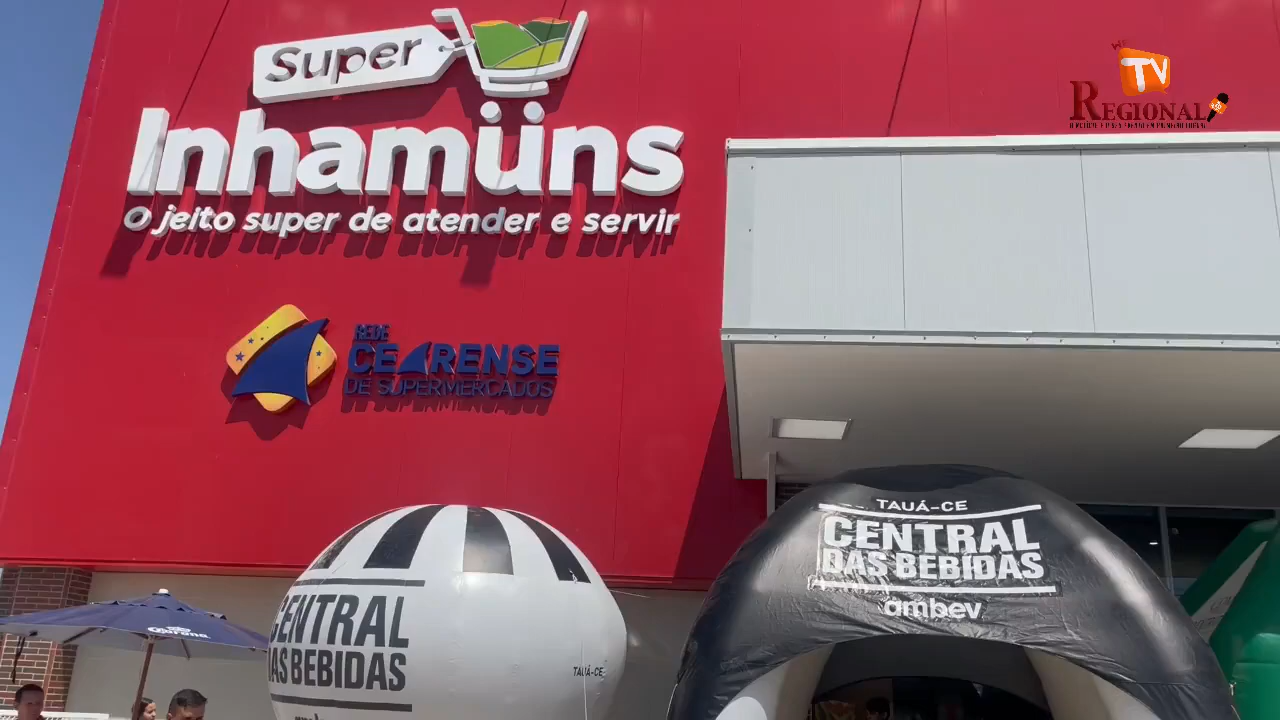 Super
Inhamüns
O jeito super de atender e servir
REDE
CEARENSE
DE SUPERMERCADOS
TV
REGIONAL
TAUÁ-CE
CENTRAL
DAS BEBIDAS
ambev
CENTRAL
DAS BEBIDAS
TAUÁ-CE
Corona